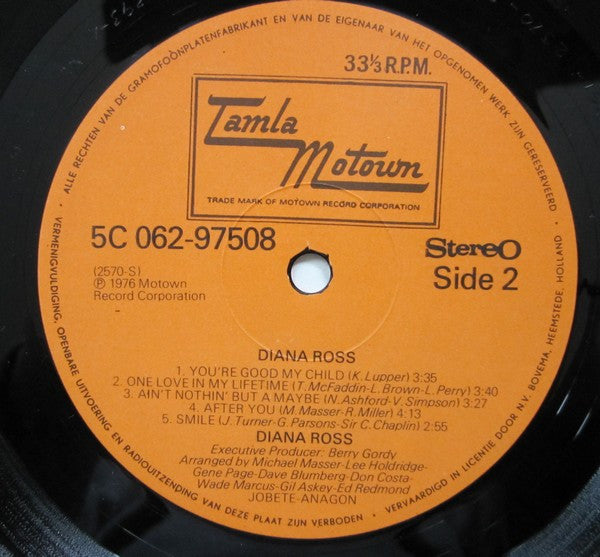 • ALLE RECHTEN VAN DE GRAMOFOONPLATENFABRIKANT EN VAN DE EIGENAAR VAN HET OPGENOMEN WERK ZIJN GERESERVEERD
33⅓ R.P.M.
Tamla
Motown
TRADE MARK OF MOTOWN RECORD CORPORATION
5C 062-97508
Stereo
Side 2
(2570-S)
℗ 1976 Motown
Record Corporation
DIANA ROSS
1. YOU'RE GOOD MY CHILD (K. Lupper) 3:35
2. ONE LOVE IN MY LIFETIME (T. McFaddin-L. Brown-L. Perry) 3:40
3. AIN'T NOTHIN' BUT A MAYBE (N. Ashford-V. Simpson) 3:27
4. AFTER YOU (M. Masser-R. Miller) 4:13
5. SMILE (J. Turner-G. Parsons-Sir C. Chaplin) 2:55
DIANA ROSS
Executive Producer: Berry Gordy
Arranged by Michael Masser-Lee Holdridge-
Gene Page-Dave Blumberg-Don Costa-
Wade Marcus-Gil Askey-Ed Redmond
JOBETE-ANAGON
• VERMENIGVULDIGING, OPENBARE UITVOERING EN RADIOUITZENDING VAN DEZE PLAAT ZIJN VERBODEN •
VERVAARDIGD IN LICENTIE DOOR N.V. BOVEMA, HEEMSTEDE, HOLLAND •